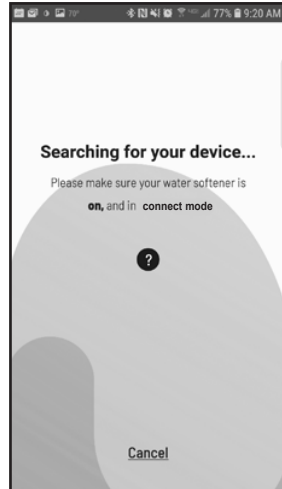 70° 77% 9:20 AM
Searching for your device...
Please make sure your water softener is
on, and in connect mode
?
Cancel